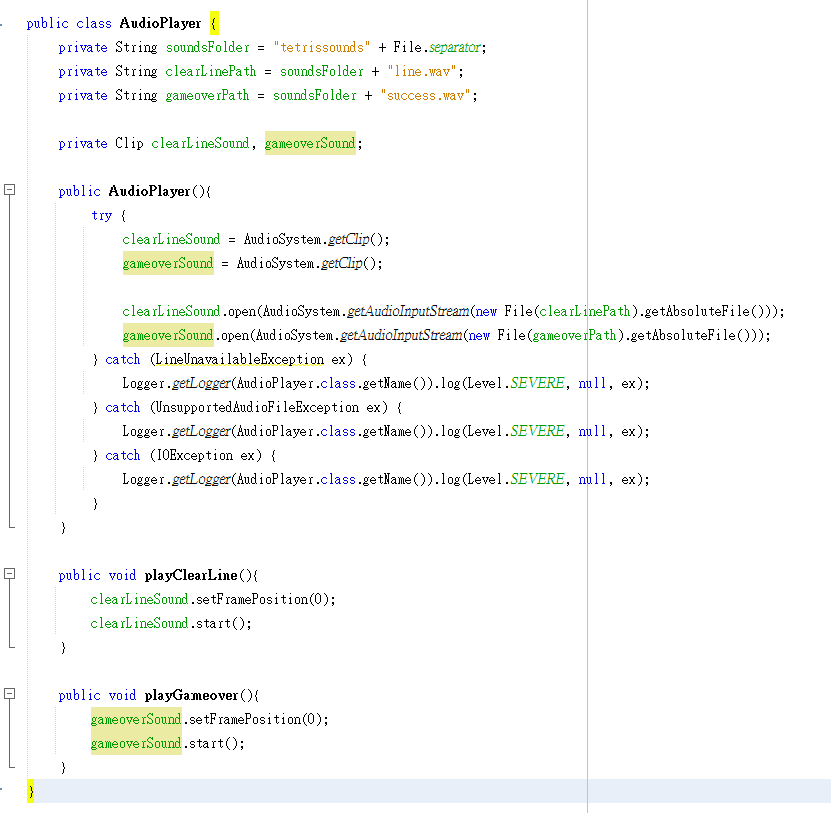 public class AudioPlayer {
    private String soundsFolder = "tetrissounds" + File.separator;
    private String clearLinePath = soundsFolder + "line.wav";
    private String gameoverPath = soundsFolder + "success.wav";

    private Clip clearLineSound, gameoverSound;

    public AudioPlayer(){
        try {
            clearLineSound = AudioSystem.getClip();
            gameoverSound = AudioSystem.getClip();

            clearLineSound.open(AudioSystem.getAudioInputStream(new File(clearLinePath).getAbsoluteFile()));
            gameoverSound.open(AudioSystem.getAudioInputStream(new File(gameoverPath).getAbsoluteFile()));
        } catch (LineUnavailableException ex) {
            Logger.getLogger(AudioPlayer.class.getName()).log(Level.SEVERE, null, ex);
        } catch (UnsupportedAudioFileException ex) {
            Logger.getLogger(AudioPlayer.class.getName()).log(Level.SEVERE, null, ex);
        } catch (IOException ex) {
            Logger.getLogger(AudioPlayer.class.getName()).log(Level.SEVERE, null, ex);
        }
    }

    public void playClearLine(){
        clearLineSound.setFramePosition(0);
        clearLineSound.start();
    }

    public void playGameover(){
        gameoverSound.setFramePosition(0);
        gameoverSound.start();
    }
}